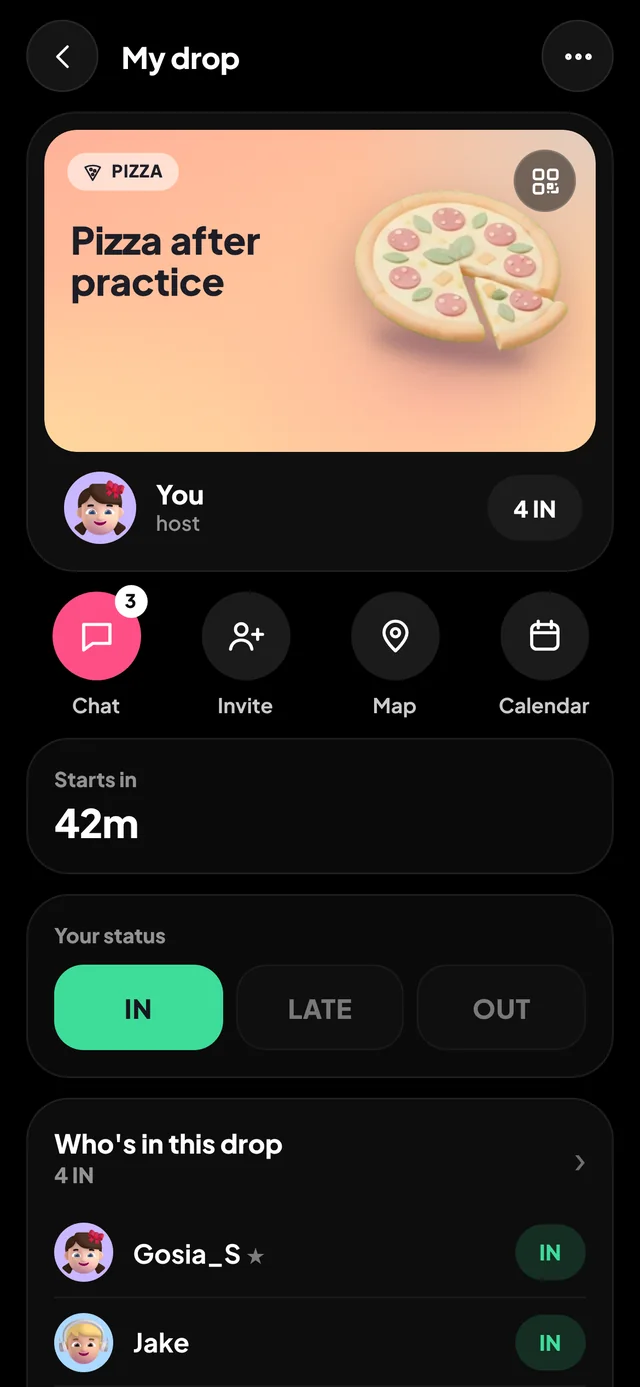 My drop
PIZZA
Pizza after
practice
You
host
4 IN
3
Chat
Invite
Map
Calendar
Starts in
42m
Your status
IN
LATE
OUT
Who's in this drop
4 IN
Gosia_S ★
IN
Jake
IN